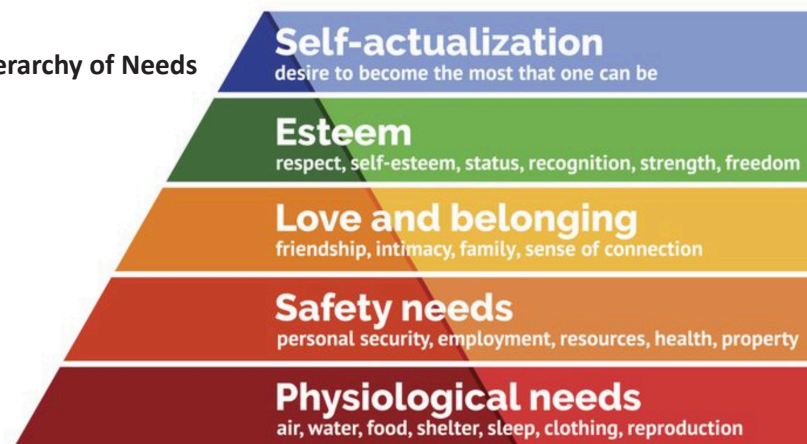 Self-actualization
desire to become the most that one can be
erarchy of Needs
Esteem
respect, self-esteem, status, recognition, strength, freedom
Love and belonging
friendship, intimacy, family, sense of connection
Safety needs
personal security, employment, resources, health, property
Physiological needs
air, water, food, shelter, sleep, clothing, reproduction